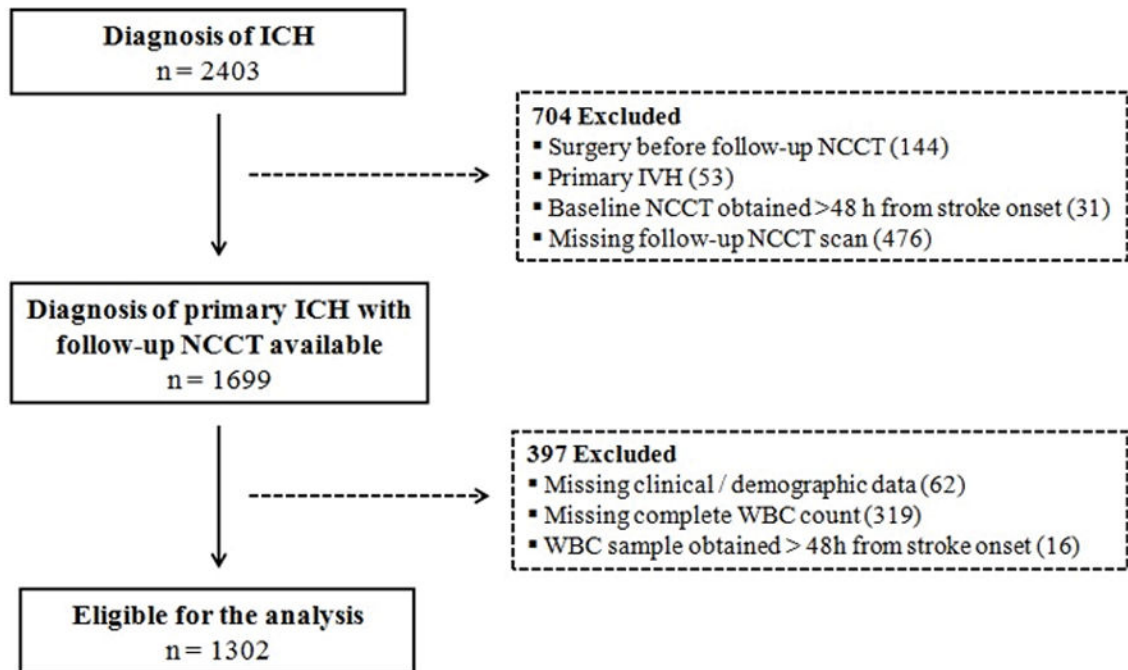 Diagnosis of ICH
n = 2403
704 Excluded
▪ Surgery before follow-up NCCT (144)
▪ Primary IVH (53)
▪ Baseline NCCT obtained >48 h from stroke onset (31)
▪ Missing follow-up NCCT scan (476)
Diagnosis of primary ICH with
follow-up NCCT available
n = 1699
397 Excluded
▪ Missing clinical / demographic data (62)
▪ Missing complete WBC count (319)
▪ WBC sample obtained > 48h from stroke onset (16)
Eligible for the analysis
n = 1302